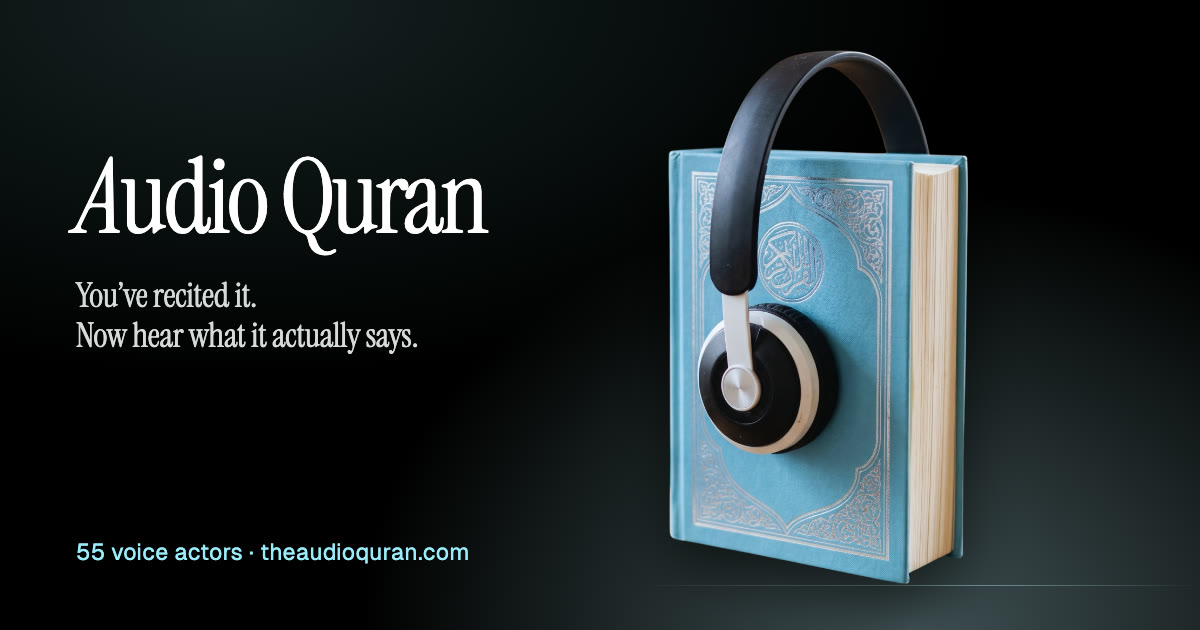 Audio Quran
You’ve recited it.
Now hear what it actually says.
55 voice actors · theaudioquran.com